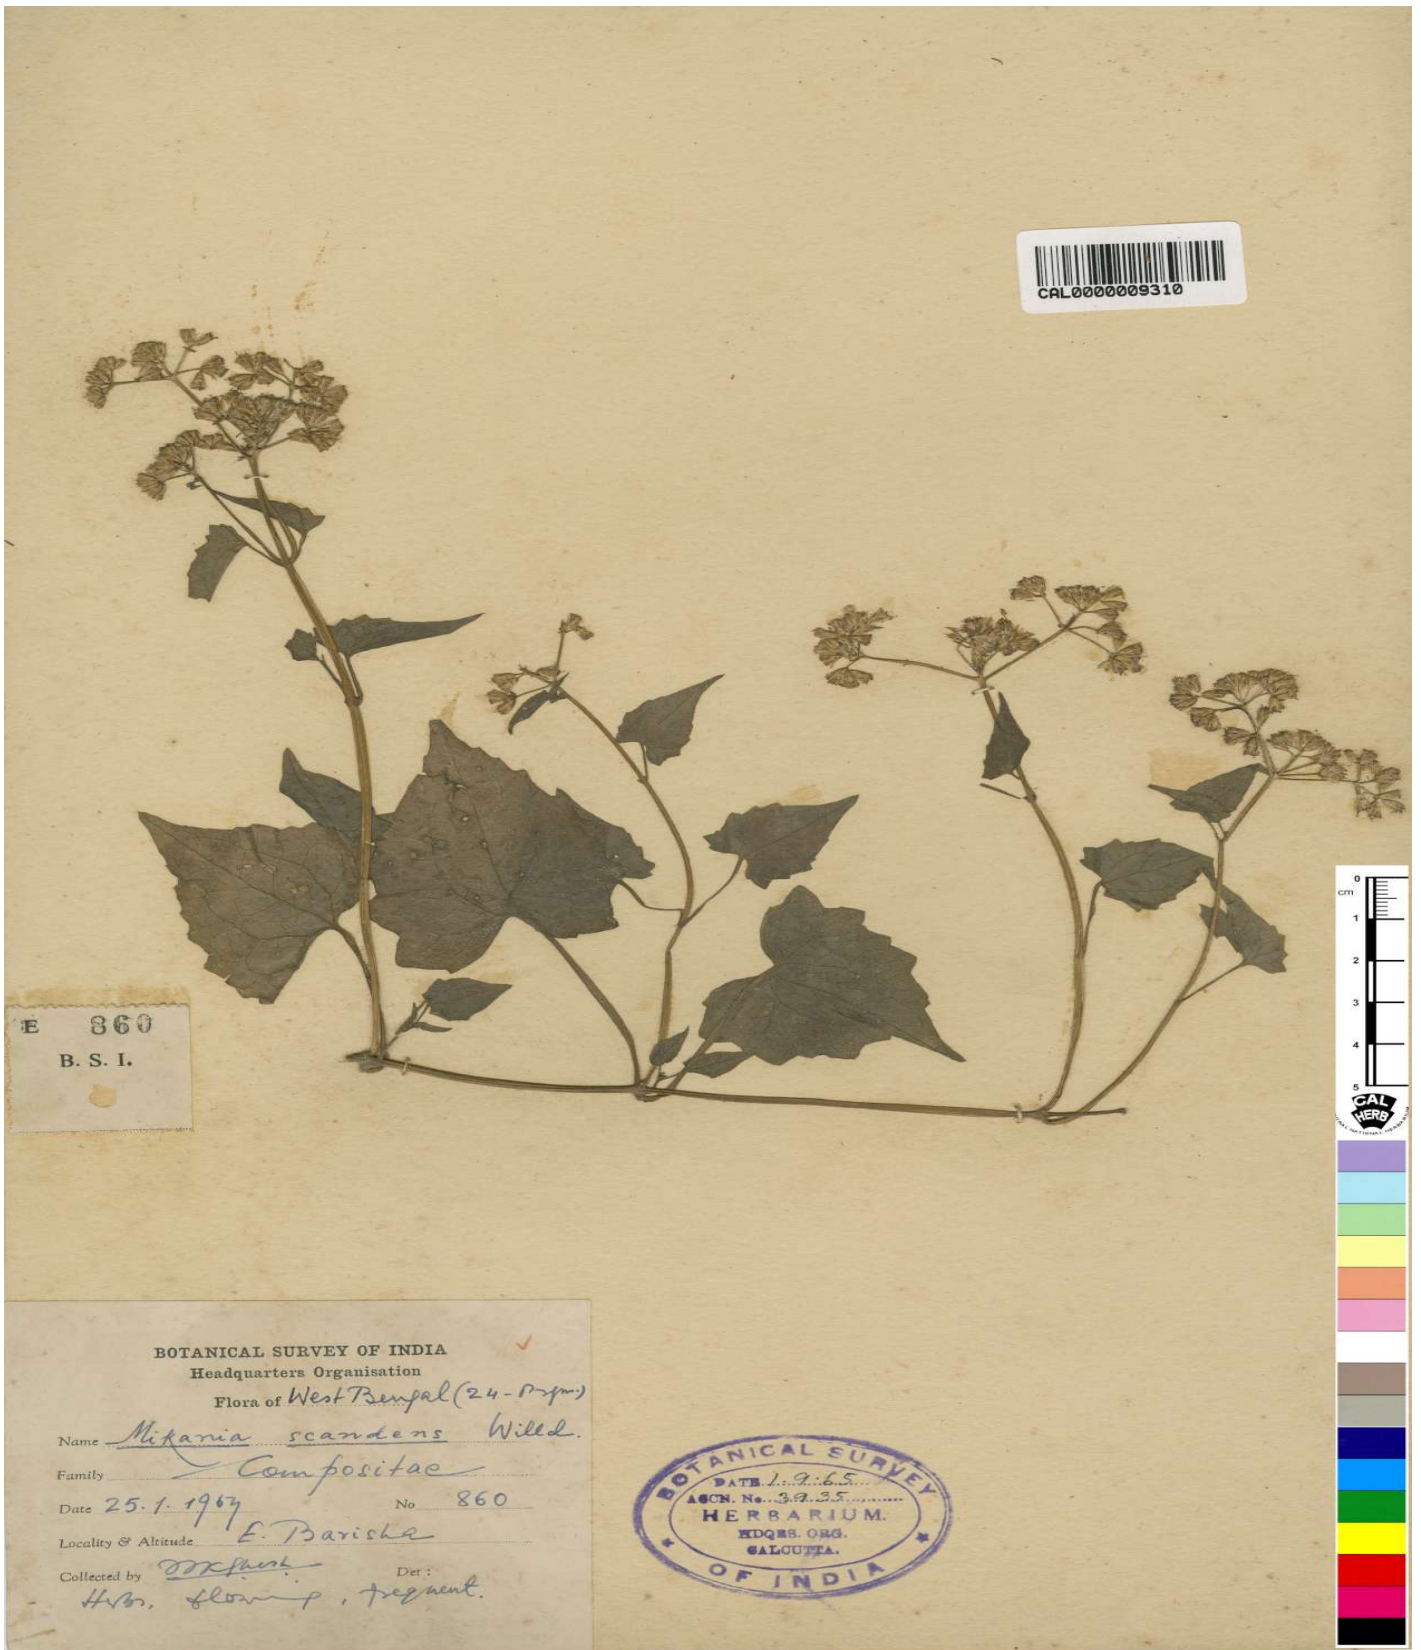 CAL0000009310
E 860
B. S. I.
0
cm
1
2
3
4
5
CAL
HERB
BOTANICAL SURVEY OF INDIA
Headquarters Organisation
Flora of West Bengal (24-
Name Mikania scandens Willd.
Family Compositae
Date 25.1.
No 860
Locality & Altitude E. Barisha
Collected by
Det :
Herbs, flowering, frequent.
BOTANICAL SURVEY
DATE 1.9.65
ACCN. No. 3935
HERBARIUM.
HDQRS. ORG.
CALCUTTA.
OF INDIA